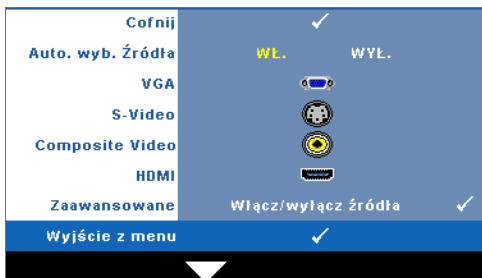 Cofnij
Auto. wyb. Źródła WŁ. WYŁ.
VGA
S-Video
Composite Video
HDMI
Zaawansowane Włącz/wyłącz źródła
Wyjście z menu